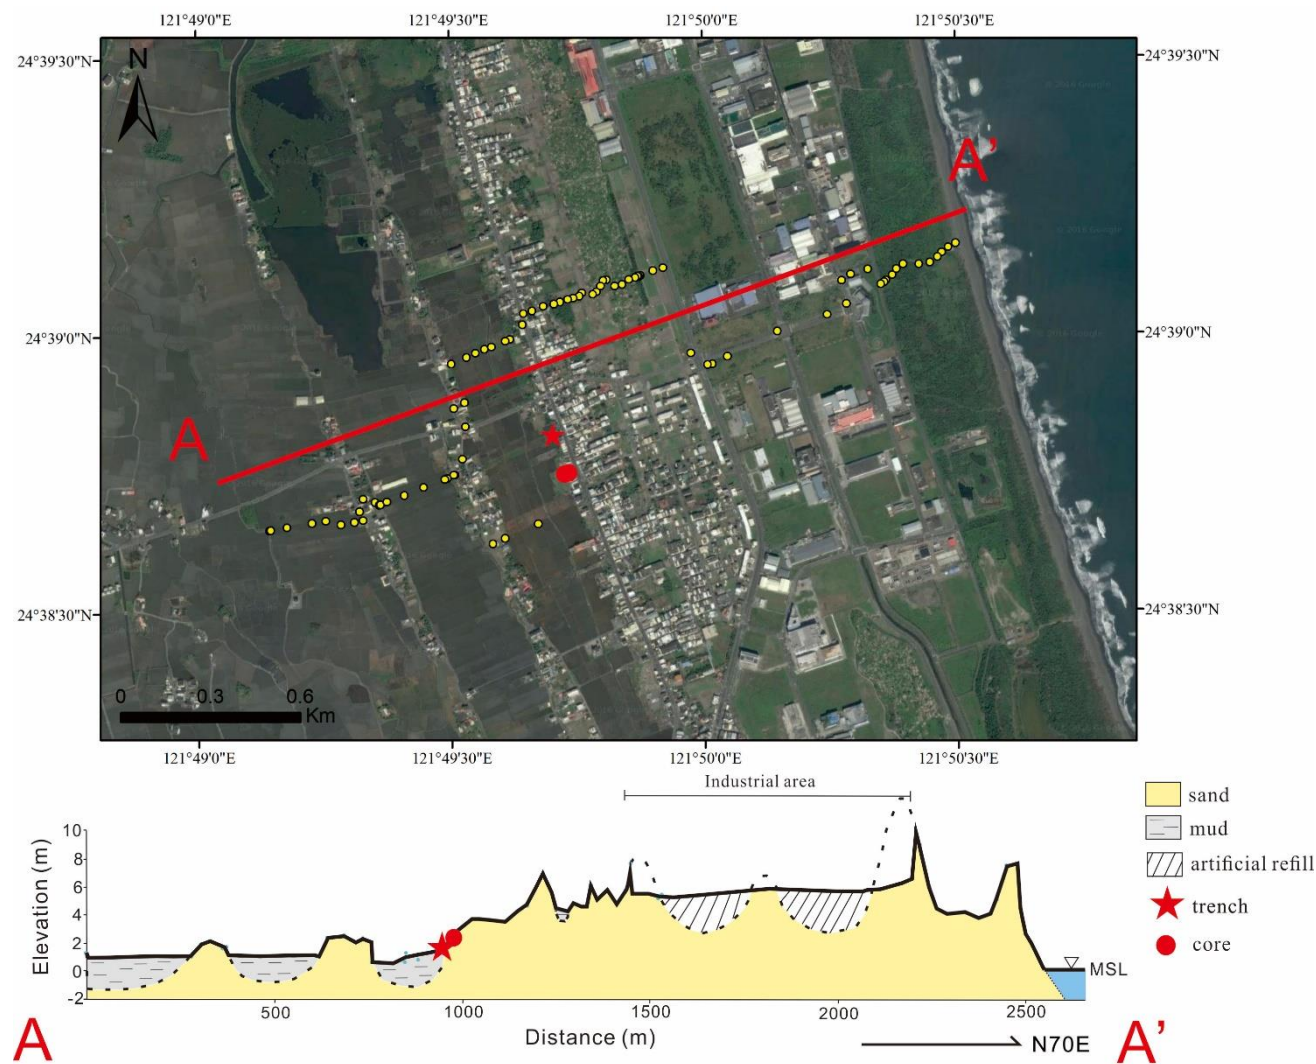 121°49'0"E 121°49'30"E 121°50'0"E 121°50'30"E
24°39'30"N
24°39'30"N
N
A'
24°39'0"N
24°39'0"N
A
24°38'30"N
24°38'30"N
0 0.3 0.6
Km
121°49'0"E 121°49'30"E 121°50'0"E 121°50'30"E
Industrial area
sand
mud
artificial refill
trench
core
Elevation (m)
10
8
6
4
2
0
-2
MSL
500 1000 1500 2000 2500
Distance (m)
N70E
A
A'